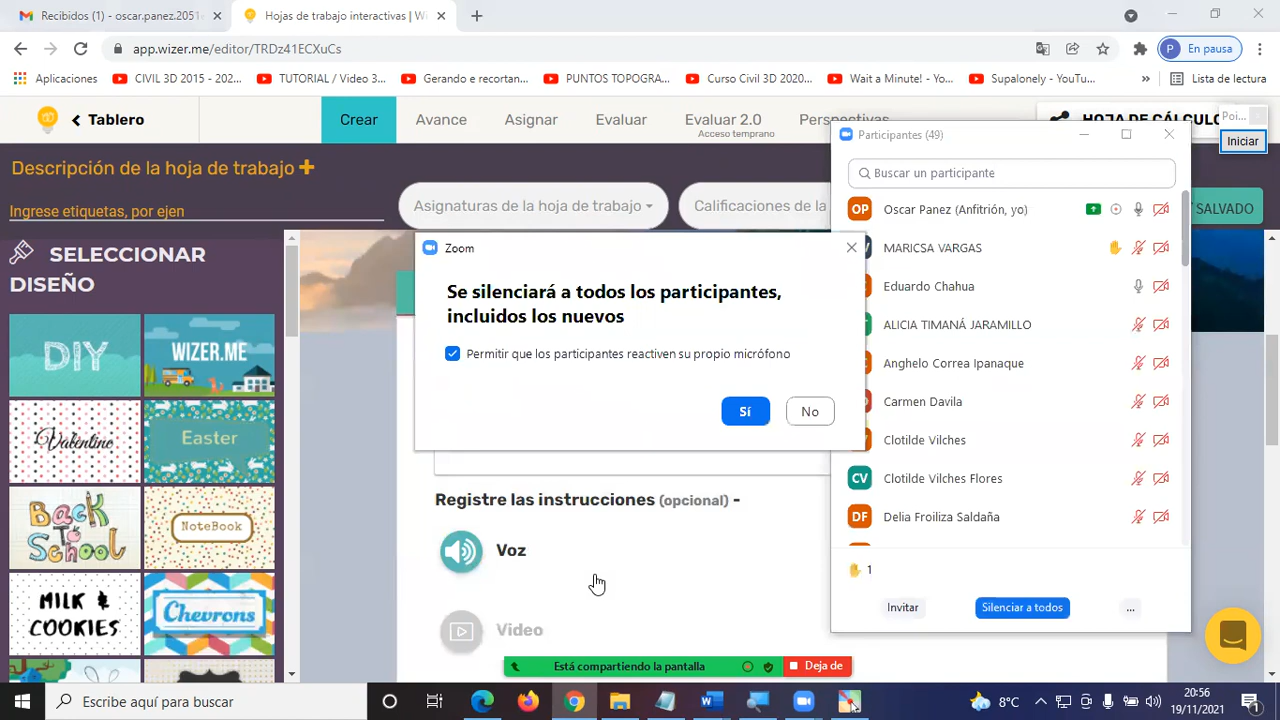 Recibidos (1) - oscar.panez.2051
Hojas de trabajo interactivas | Wi
app.wizer.me/editor/TRDz41ECXuCs
P En pausa
Aplicaciones
CIVIL 3D 2015 - 202...
TUTORIAL / Video 3...
Gerando e recortan...
PUNTOS TOPOGRA...
Curso Civil 3D 2020...
Wait a Minute! - Yo...
Supalonely - YouTu...
»
Lista de lectura
Tablero
Crear
Avance
Asignar
Evaluar
Evaluar 2.0
Acceso temprano
Perspectivas
HOJA DE CÁLCULO
Poi...
Iniciar
Descripción de la hoja de trabajo +
Ingrese etiquetas, por ejen
Asignaturas de la hoja de trabajo
Calificaciones de la
SALVADO
SELECCIONAR
DISEÑO
DIY
WIZER.ME
Valentine
Easter
Back to School
NoteBook
MILK & COOKIES
Chevrons
Zoom
Se silenciará a todos los participantes,
incluidos los nuevos
Permitir que los participantes reactiven su propio micrófono
Sí
No
Registre las instrucciones (opcional) -
Voz
Video
Participantes (49)
Buscar un participante
OP Oscar Panez (Anfitrión, yo)
MARICSA VARGAS
Eduardo Chahua
ALICIA TIMANÁ JARAMILLO
Anghelo Correa Ipanaque
Carmen Davila
Clotilde Vilches
CV Clotilde Vilches Flores
DF Delia Froiliza Saldaña
1
Invitar
Silenciar a todos
...
Está compartiendo la pantalla
Deja de
Escribe aquí para buscar
8°C
20:56
19/11/2021
1